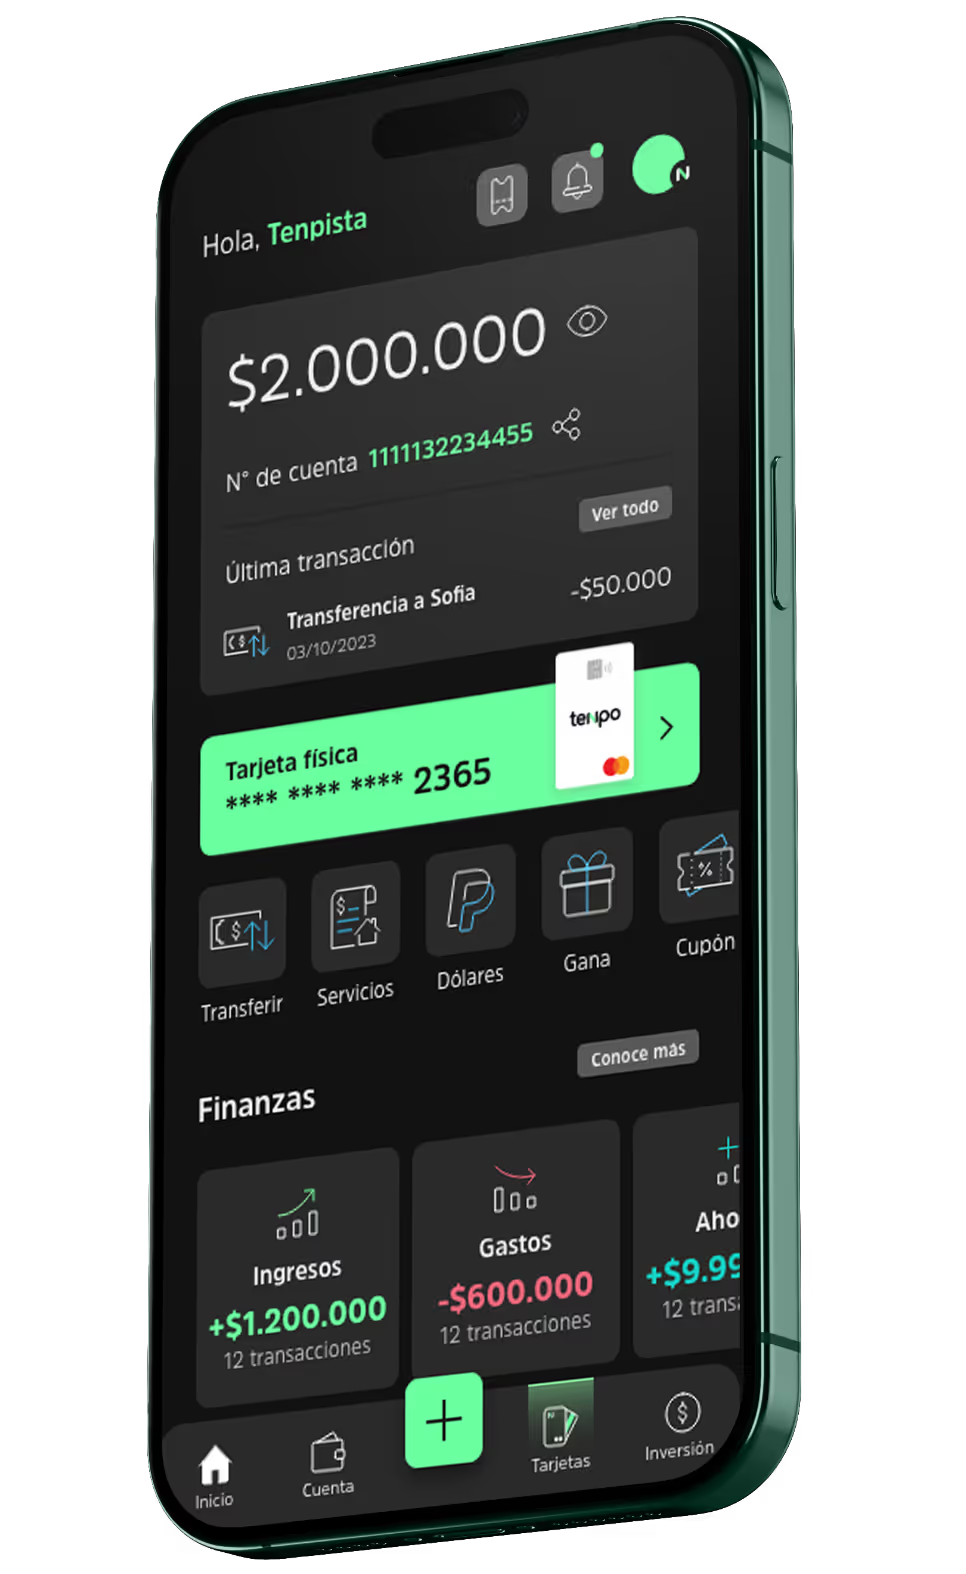 Hola, Tenpista
$2.000.000
N° de cuenta 1111132234455
Ver todo
Última transacción
Transferencia a Sofia
-$50.000
03/10/2023
tenpo
Tarjeta física
**** **** **** 2365
Transferir
Servicios
Dólares
Gana
Cupón
Conoce más
Finanzas
Ingresos
+$1.200.000
12 transacciones
Gastos
-$600.000
12 transacciones
Aho
+$9.99
12 transa
Inicio
Cuenta
Tarjetas
Inversión